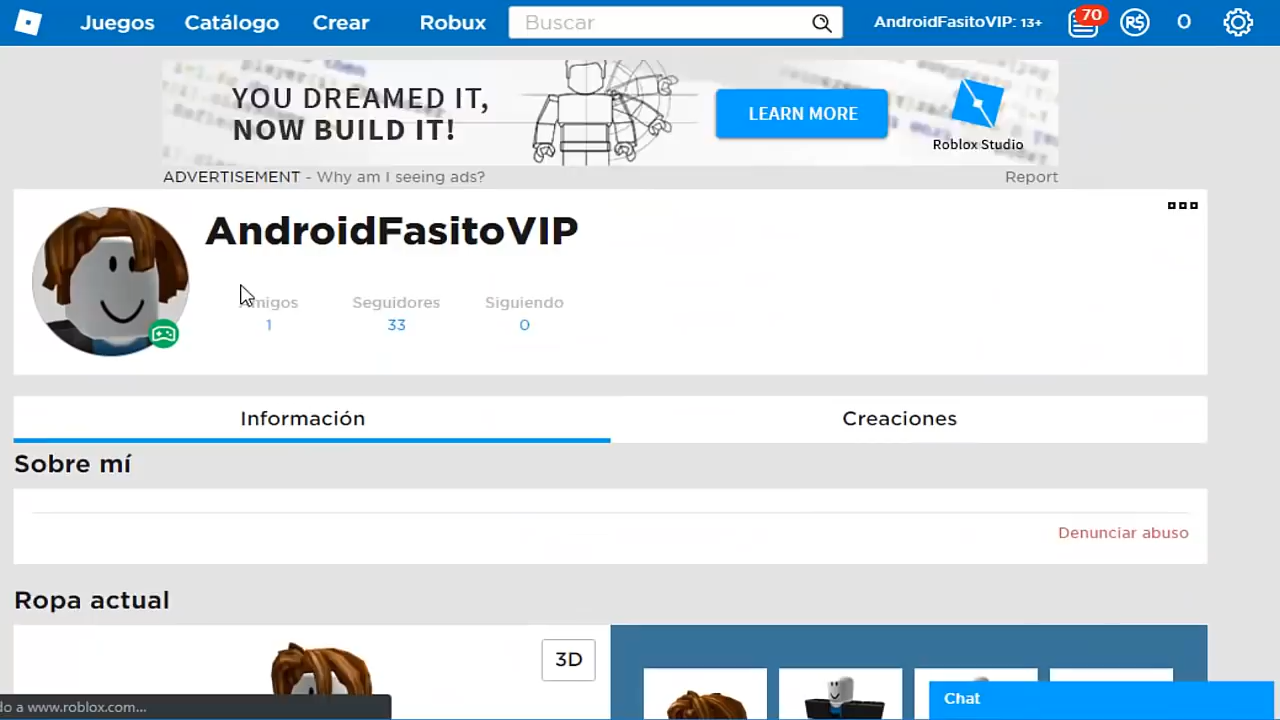 Juegos Catálogo Crear Robux Buscar AndroidFasitoVIP: 13+ 70 R$ 0
YOU DREAMED IT,
NOW BUILD IT!
LEARN MORE
Roblox Studio
ADVERTISEMENT - Why am I seeing ads? Report
AndroidFasitoVIP
migos Seguidores Siguiendo
1 33 0
Información Creaciones
Sobre mí
Denunciar abuso
Ropa actual
3D
Chat
do a www.roblox.com...